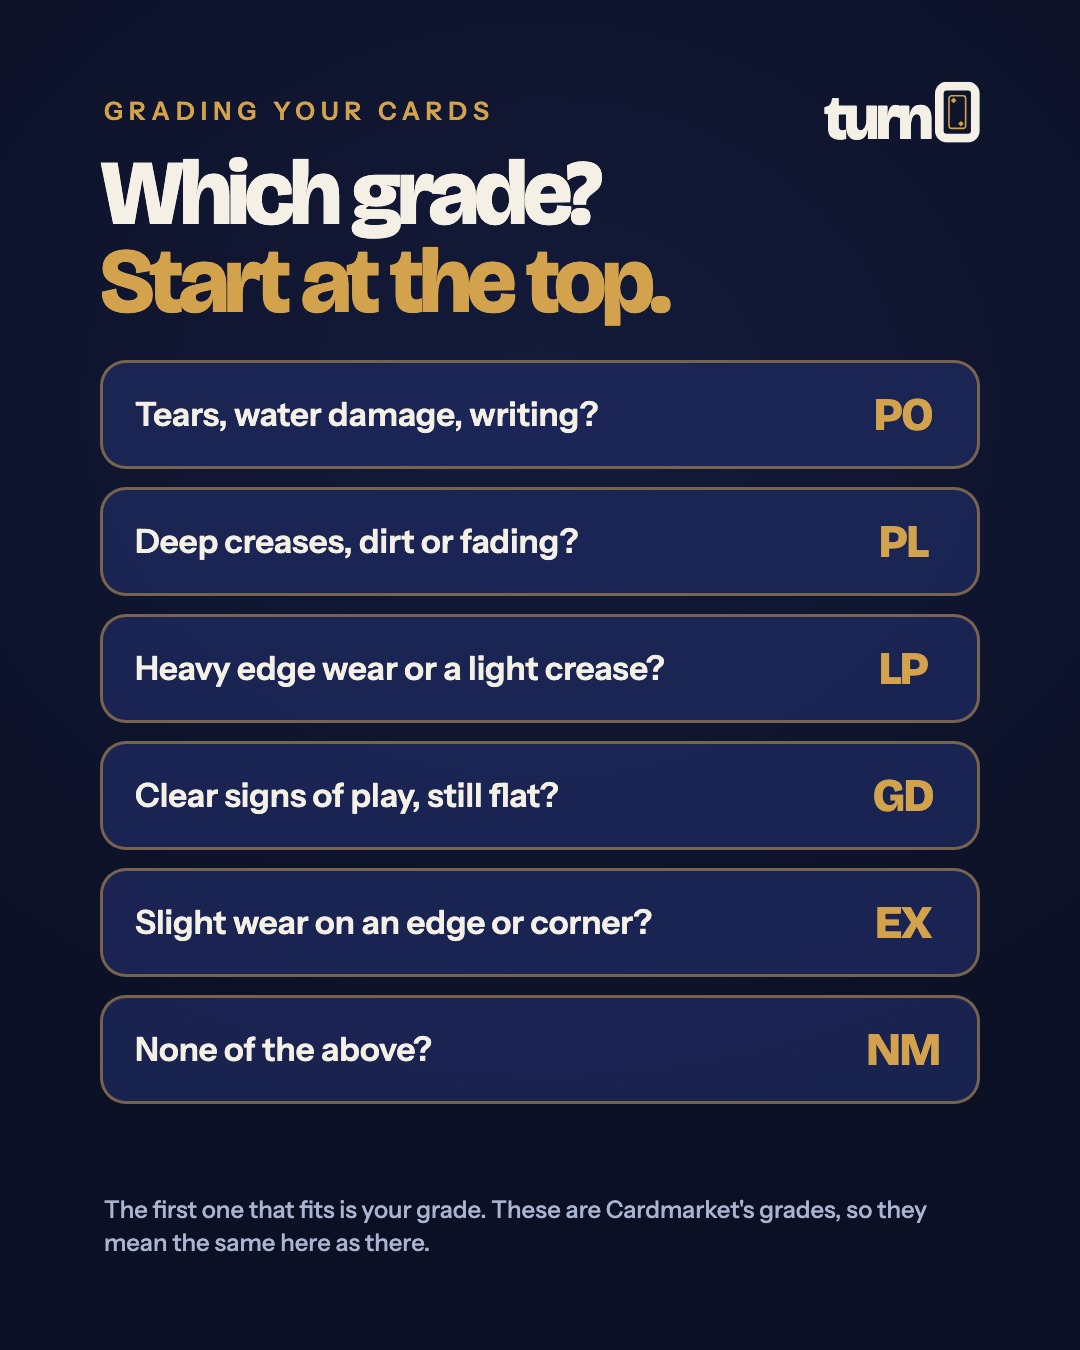 GRADING YOUR CARDS
turn0
Which grade?
Start at the top.
Tears, water damage, writing? PO
Deep creases, dirt or fading? PL
Heavy edge wear or a light crease? LP
Clear signs of play, still flat? GD
Slight wear on an edge or corner? EX
None of the above? NM
The first one that fits is your grade. These are Cardmarket's grades, so they
mean the same here as there.